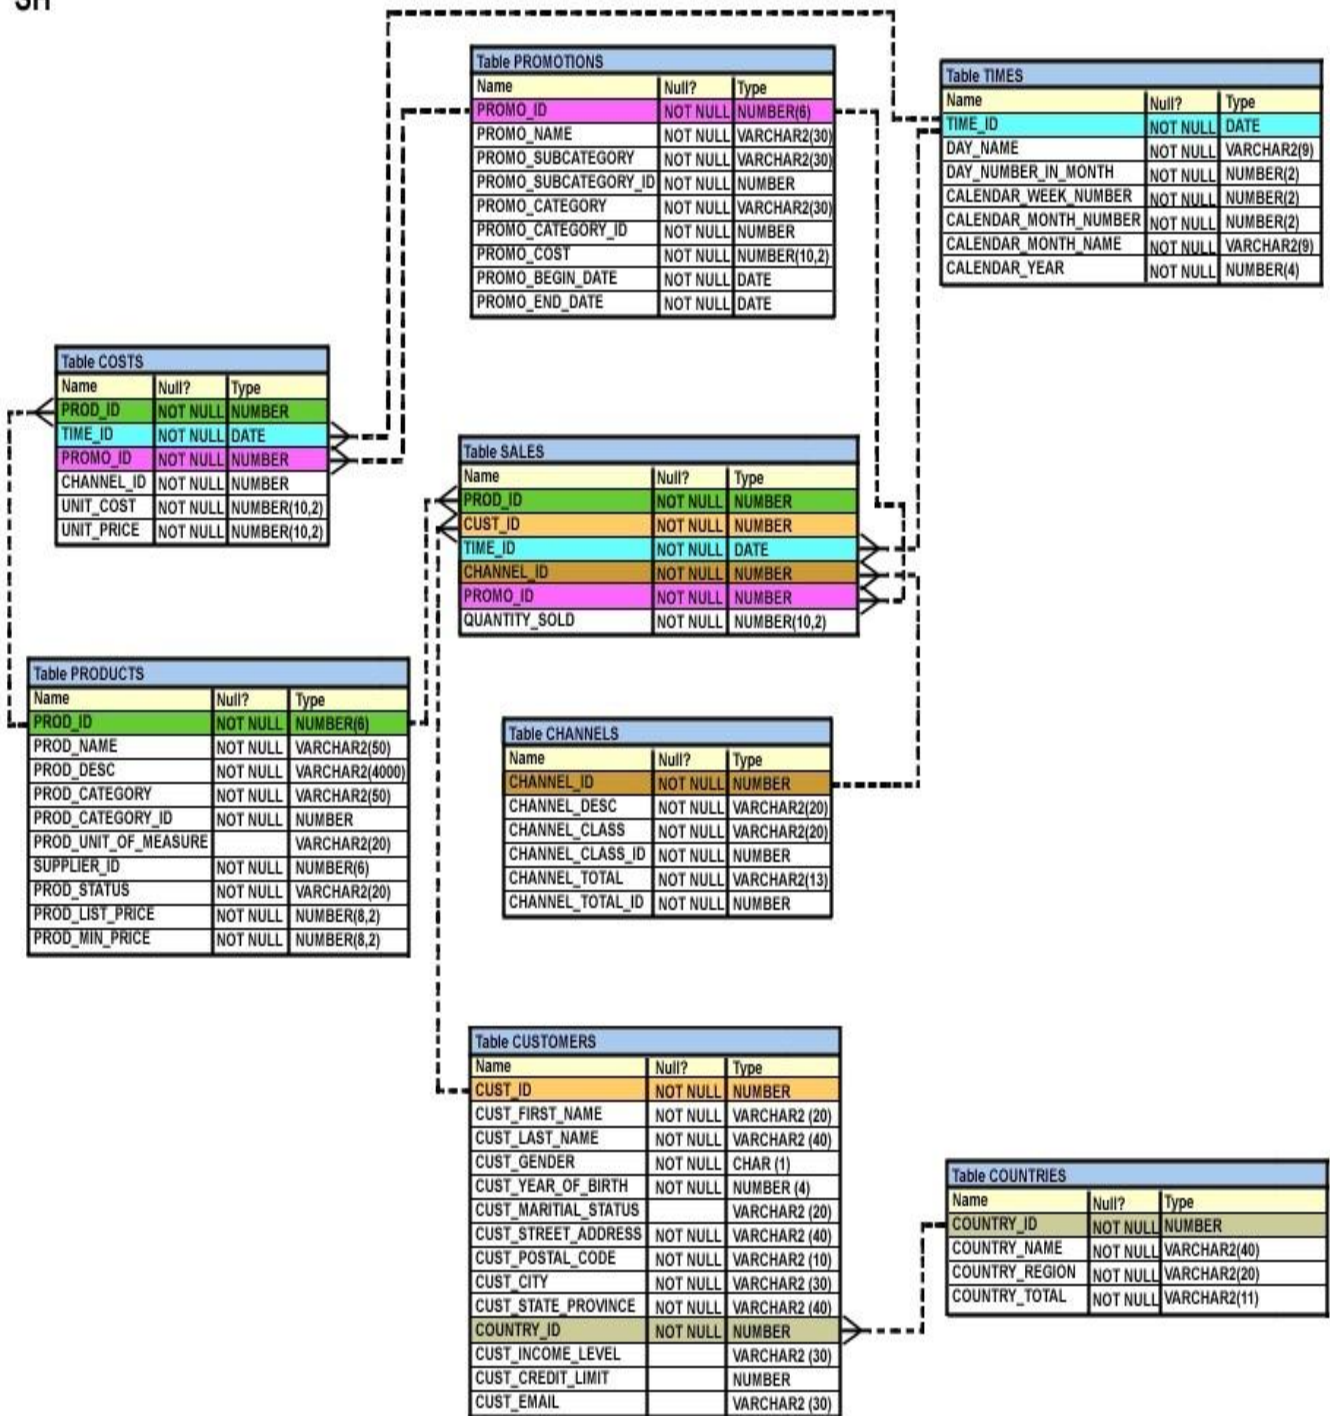 SH
Table PROMOTIONS
Name Null? Type
PROMO_ID NOT NULL NUMBER(6)
PROMO_NAME NOT NULL VARCHAR2(30)
PROMO_SUBCATEGORY NOT NULL VARCHAR2(30)
PROMO_SUBCATEGORY_ID NOT NULL NUMBER
PROMO_CATEGORY NOT NULL VARCHAR2(30)
PROMO_CATEGORY_ID NOT NULL NUMBER
PROMO_COST NOT NULL NUMBER(10,2)
PROMO_BEGIN_DATE NOT NULL DATE
PROMO_END_DATE NOT NULL DATE
Table TIMES
Name Null? Type
TIME_ID NOT NULL DATE
DAY_NAME NOT NULL VARCHAR2(9)
DAY_NUMBER_IN_MONTH NOT NULL NUMBER(2)
CALENDAR_WEEK_NUMBER NOT NULL NUMBER(2)
CALENDAR_MONTH_NUMBER NOT NULL NUMBER(2)
CALENDAR_MONTH_NAME NOT NULL VARCHAR2(9)
CALENDAR_YEAR NOT NULL NUMBER(4)
Table COSTS
Name Null? Type
PROD_ID NOT NULL NUMBER
TIME_ID NOT NULL DATE
PROMO_ID NOT NULL NUMBER
CHANNEL_ID NOT NULL NUMBER
UNIT_COST NOT NULL NUMBER(10,2)
UNIT_PRICE NOT NULL NUMBER(10,2)
Table SALES
Name Null? Type
PROD_ID NOT NULL NUMBER
CUST_ID NOT NULL NUMBER
TIME_ID NOT NULL DATE
CHANNEL_ID NOT NULL NUMBER
PROMO_ID NOT NULL NUMBER
QUANTITY_SOLD NOT NULL NUMBER(10,2)
Table PRODUCTS
Name Null? Type
PROD_ID NOT NULL NUMBER(6)
PROD_NAME NOT NULL VARCHAR2(50)
PROD_DESC NOT NULL VARCHAR2(4000)
PROD_CATEGORY NOT NULL VARCHAR2(50)
PROD_CATEGORY_ID NOT NULL NUMBER
PROD_UNIT_OF_MEASURE VARCHAR2(20)
SUPPLIER_ID NOT NULL NUMBER(6)
PROD_STATUS NOT NULL VARCHAR2(20)
PROD_LIST_PRICE NOT NULL NUMBER(8,2)
PROD_MIN_PRICE NOT NULL NUMBER(8,2)
Table CHANNELS
Name Null? Type
CHANNEL_ID NOT NULL NUMBER
CHANNEL_DESC NOT NULL VARCHAR2(20)
CHANNEL_CLASS NOT NULL VARCHAR2(20)
CHANNEL_CLASS_ID NOT NULL NUMBER
CHANNEL_TOTAL NOT NULL VARCHAR2(13)
CHANNEL_TOTAL_ID NOT NULL NUMBER
Table CUSTOMERS
Name Null? Type
CUST_ID NOT NULL NUMBER
CUST_FIRST_NAME NOT NULL VARCHAR2 (20)
CUST_LAST_NAME NOT NULL VARCHAR2 (40)
CUST_GENDER NOT NULL CHAR (1)
CUST_YEAR_OF_BIRTH NOT NULL NUMBER (4)
CUST_MARITIAL_STATUS VARCHAR2 (20)
CUST_STREET_ADDRESS NOT NULL VARCHAR2 (40)
CUST_POSTAL_CODE NOT NULL VARCHAR2 (10)
CUST_CITY NOT NULL VARCHAR2 (30)
CUST_STATE_PROVINCE NOT NULL VARCHAR2 (40)
COUNTRY_ID NOT NULL NUMBER
CUST_INCOME_LEVEL VARCHAR2 (30)
CUST_CREDIT_LIMIT NUMBER
CUST_EMAIL VARCHAR2 (30)
Table COUNTRIES
Name Null? Type
COUNTRY_ID NOT NULL NUMBER
COUNTRY_NAME NOT NULL VARCHAR2(40)
COUNTRY_REGION NOT NULL VARCHAR2(20)
COUNTRY_TOTAL NOT NULL VARCHAR2(11)